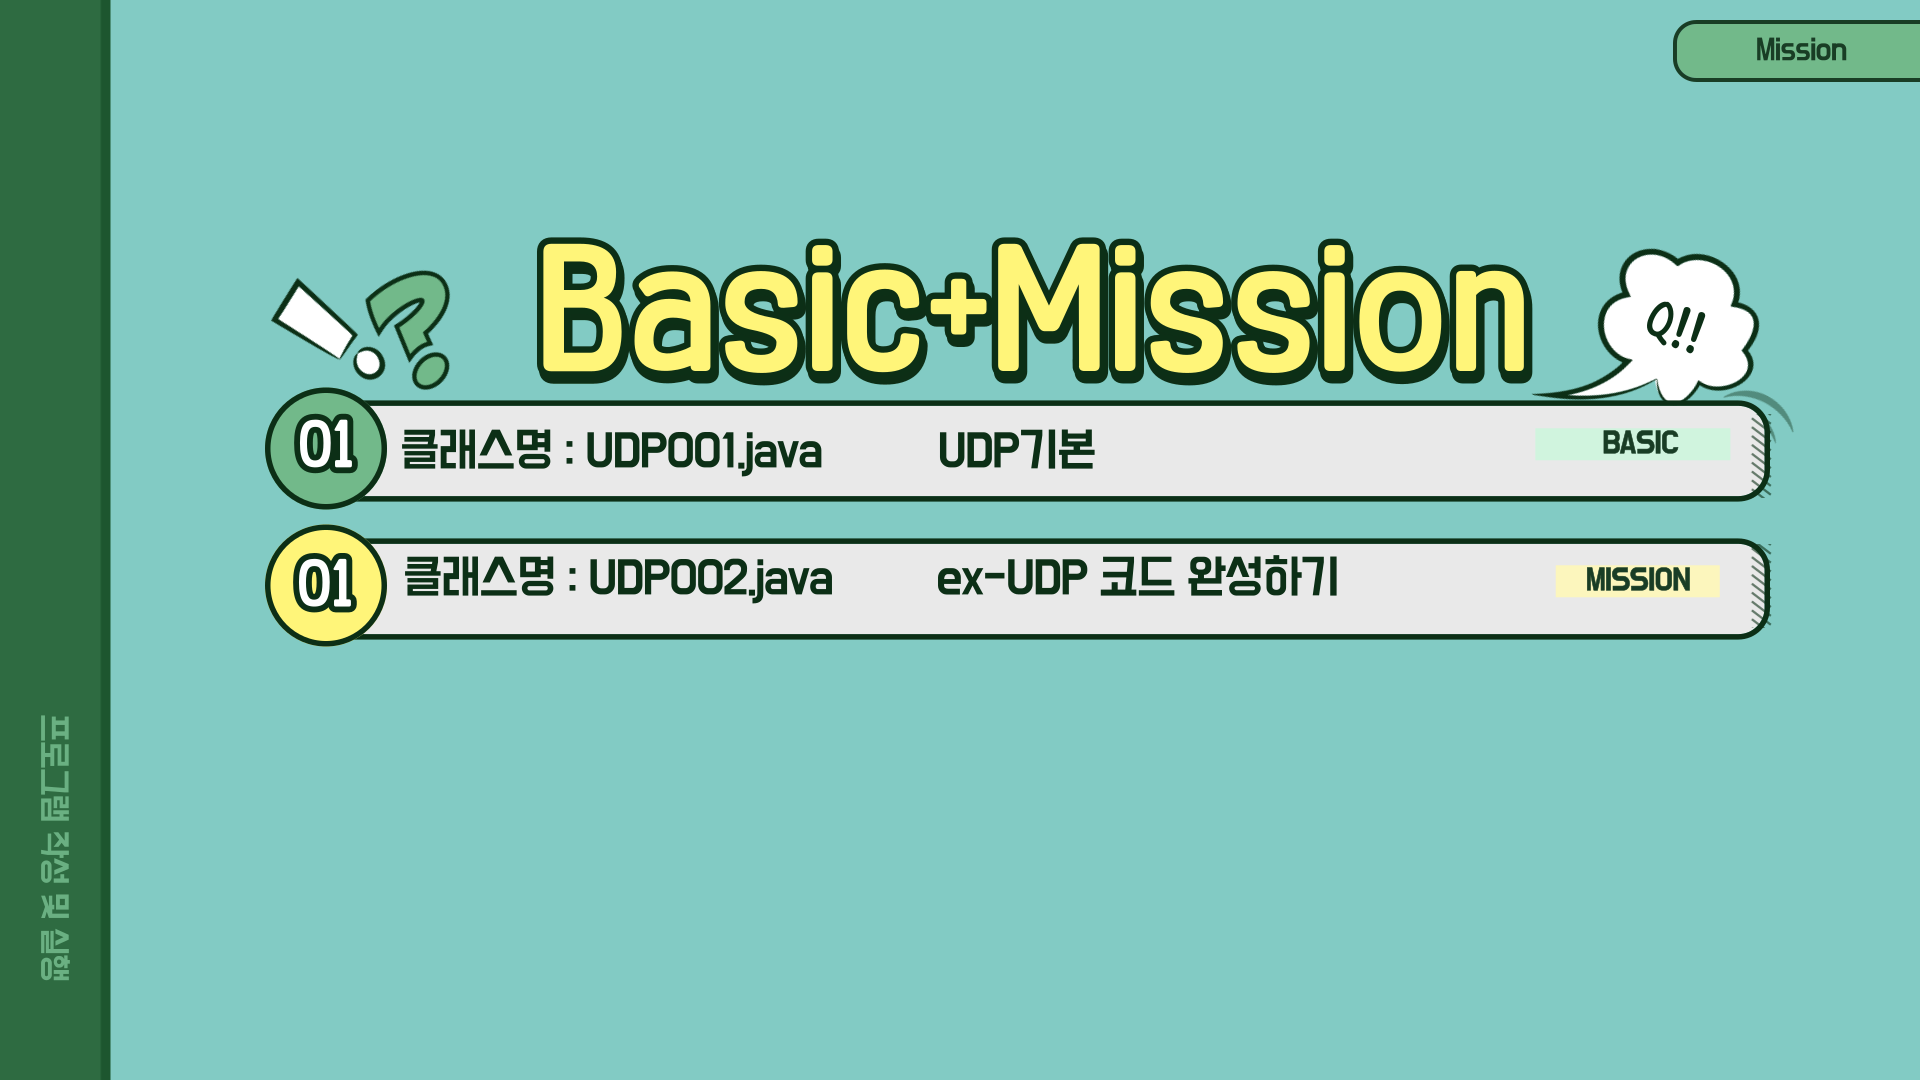 Mission
Basic+Mission
!?
Q!!
01 클래스명 : UDP001.java UDP기본 BASIC
01 클래스명 : UDP002.java ex-UDP 코드 완성하기 MISSION
프로그램 작성 및 실행